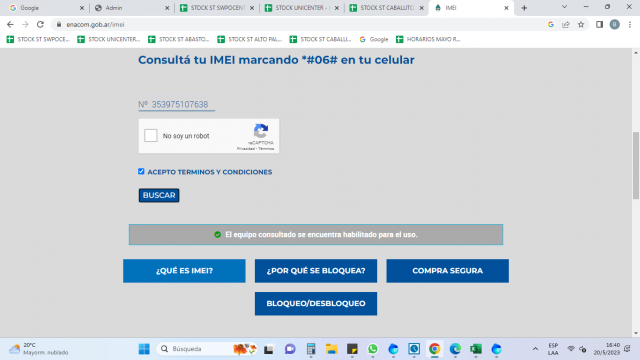 Google
Admin
STOCK ST SWPOCENT
STOCK UNICENTER -
STOCK ST CABALLITO
IMEI
enacom.gob.ar/imei
STOCK ST SWPOCE...
STOCK UNICENTER...
STOCK ST ABASTO...
STOCK ST ALTO PAL...
STOCK ST CABALLI...
Google
HORARIOS MAYO R...
Consultá tu IMEI marcando *#06# en tu celular
Nº 353975107638
No soy un robot
reCAPTCHA
Privacidad - Términos
ACEPTO TERMINOS Y CONDICIONES
BUSCAR
El equipo consultado se encuentra habilitado para el uso.
¿QUÉ ES IMEI?
¿POR QUÉ SE BLOQUEA?
COMPRA SEGURA
BLOQUEO/DESBLOQUEO
20°C
Mayorm. nublado
Búsqueda
ESP
LAA
16:40
20/5/2023